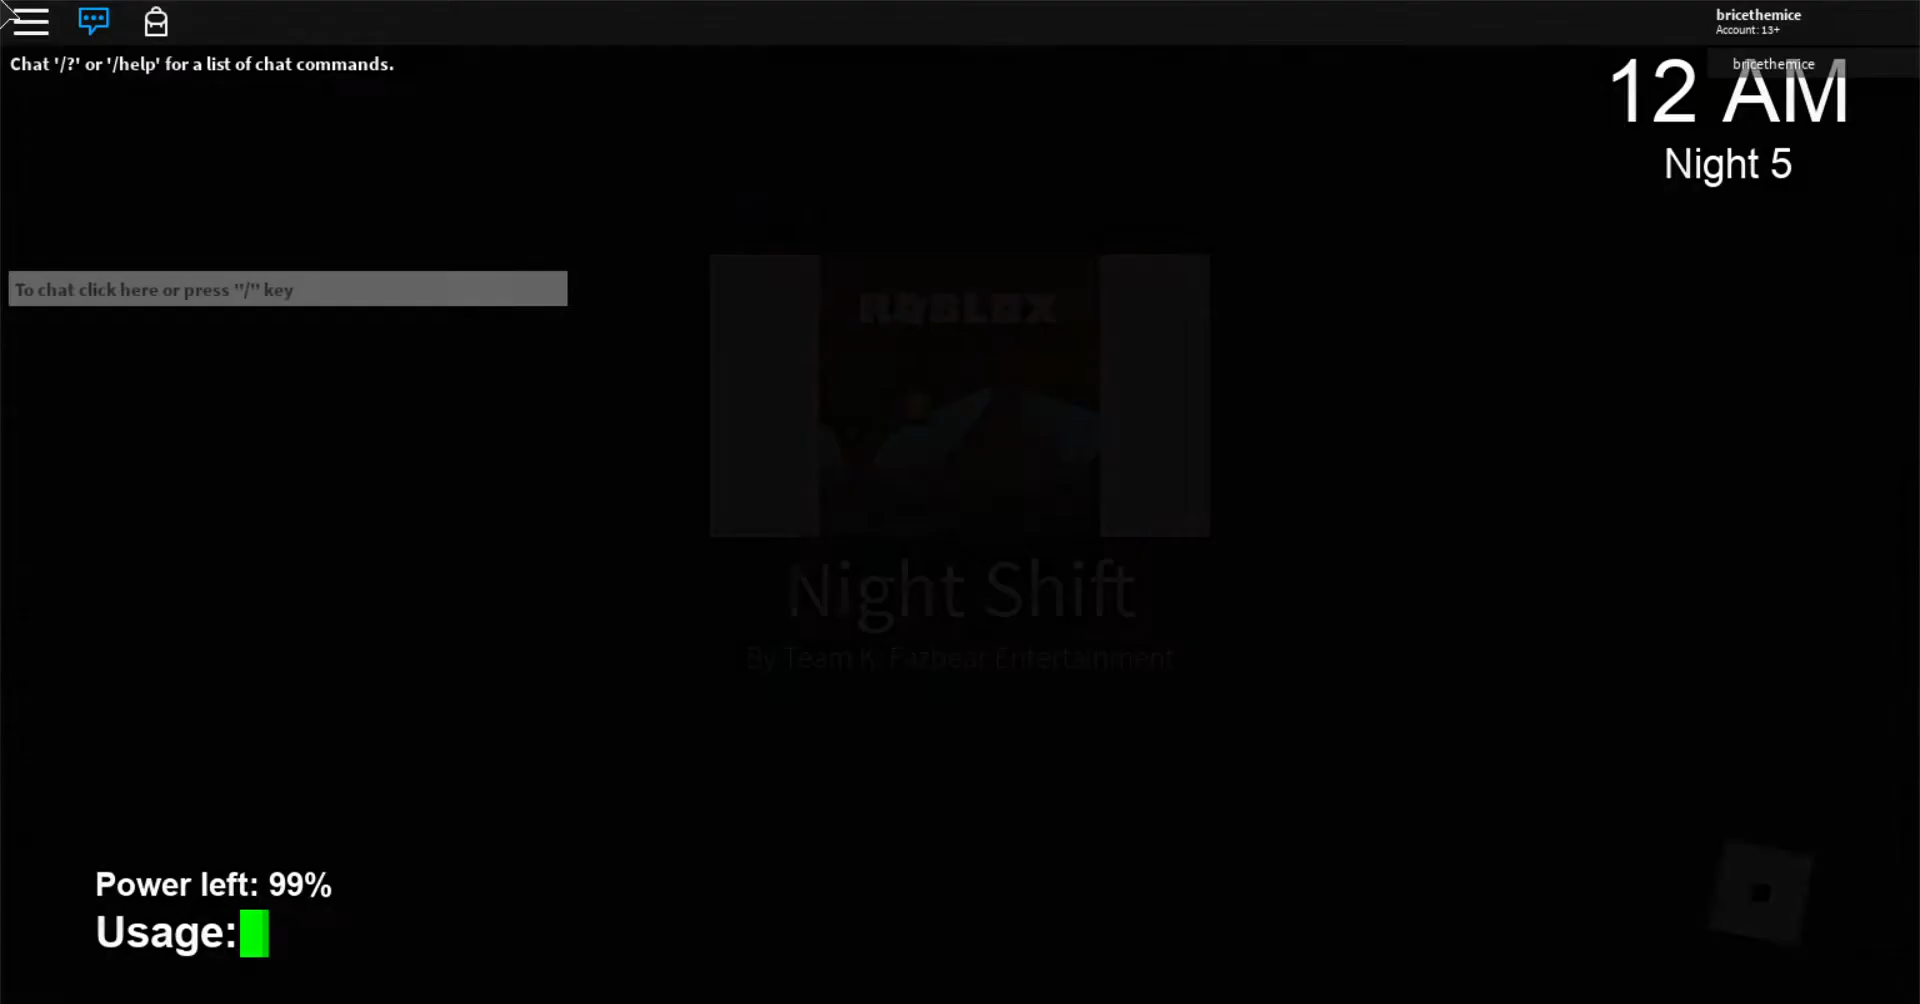 bricethemice
Account: 13+
Chat '/?' or '/help' for a list of chat commands.
bricethemice
12 AM
Night 5
To chat click here or press "/" key
ROBLOX
Night Shift
By Team K. Fazbear Entertainment
Power left: 99%
Usage: